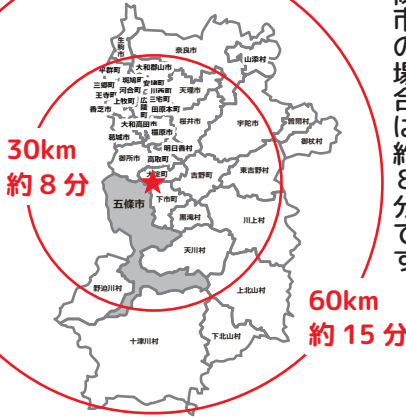 生駒市
奈良市
山添村
平群町
大和郡山市
斑鳩町
安堵町
三郷町
河合町
川西町
天理市
王寺町
三宅町
上牧町
広陵町
田原本町
香芝市
大和高田市
桜井市
宇陀市
曽爾村
葛城市
橿原市
御杖村
明日香村
御所市
高取町
大淀町
吉野町
東吉野村
30km
約8分
五條市
下市町
黒滝村
川上村
天川村
野迫川村
上北山村
十津川村
下北山村
60km
約15分
市の場合は約8分です